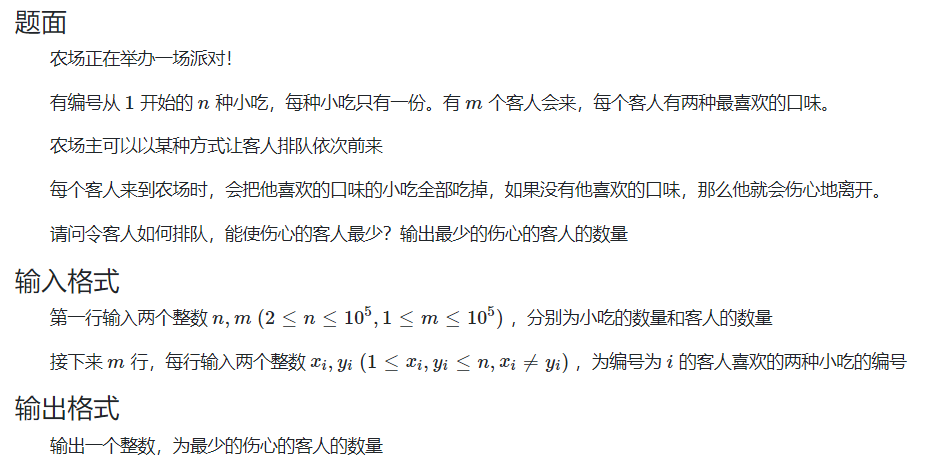 题面
农场正在举办一场派对！
有编号从 1 开始的 n 种小吃，每种小吃只有一份。有 m 个客人会来，每个客人有两种最喜欢的口味。
农场主可以以某种方式让客人排队依次前来
每个客人来到农场时，会把他喜欢的口味的小吃全部吃掉，如果没有他喜欢的口味，那么他就会伤心地离开。
请问令客人如何排队，能使伤心的客人最少？输出最少的伤心的客人的数量
输入格式
第一行输入两个整数 n, m (2 ≤ n ≤ 10^5, 1 ≤ m ≤ 10^5) ，分别为小吃的数量和客人的数量
接下来 m 行，每行输入两个整数 x_i, y_i (1 ≤ x_i, y_i ≤ n, x_i ≠ y_i) ，为编号为 i 的客人喜欢的两种小吃的编号
输出格式
输出一个整数，为最少的伤心的客人的数量